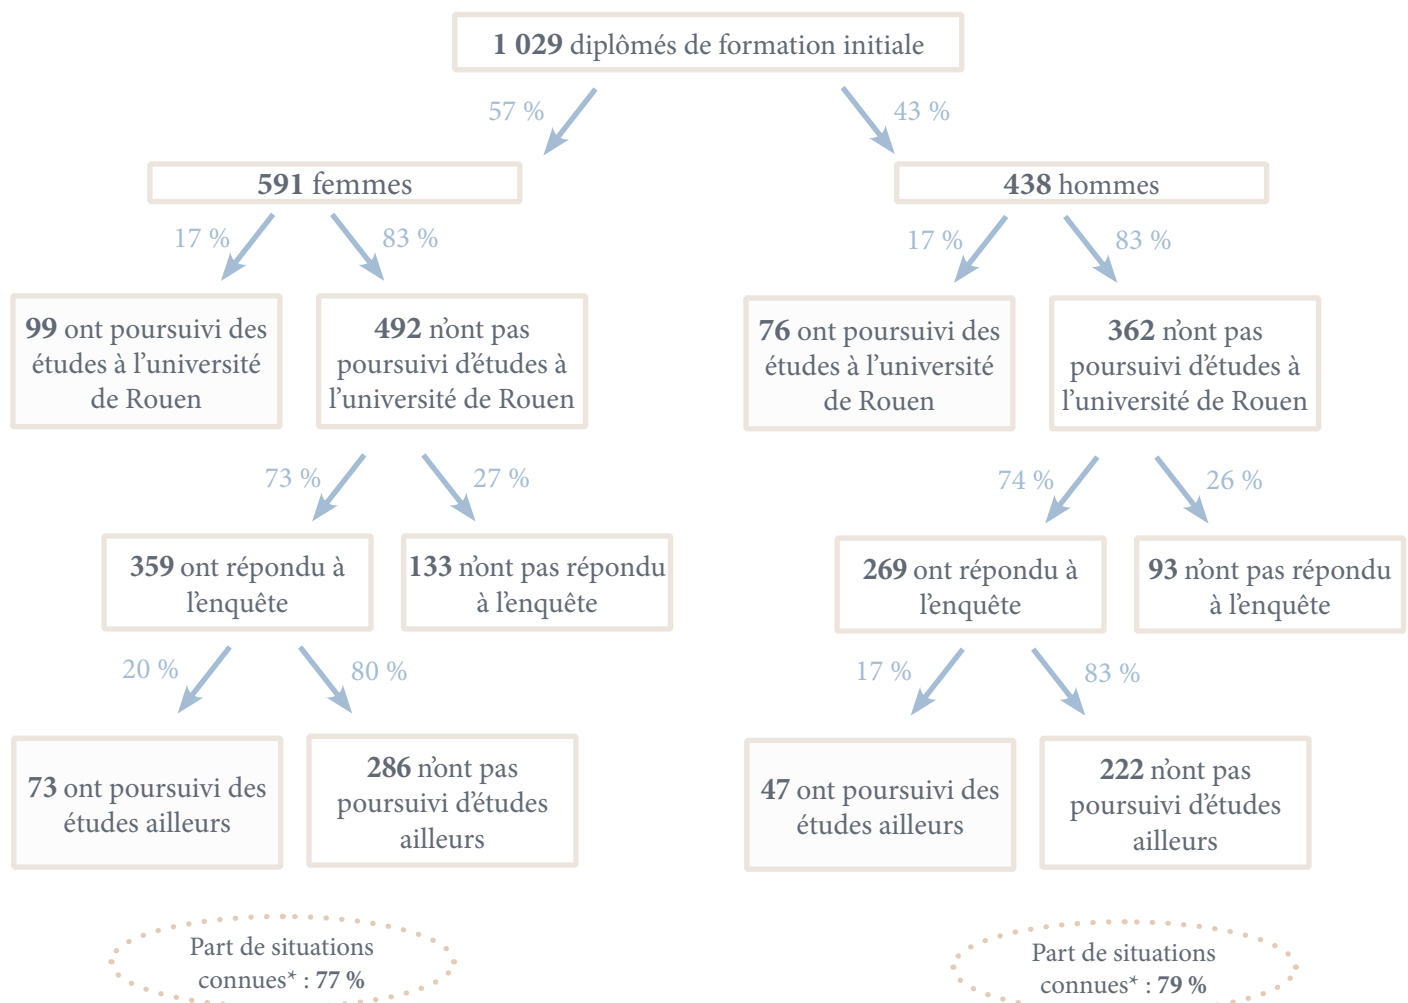 1 029 diplômés de formation initiale
57 %
43 %
591 femmes
438 hommes
17 %
83 %
17 %
83 %
99 ont poursuivi des
études à l'université
de Rouen
492 n'ont pas
poursuivi d'études à
l'université de Rouen
76 ont poursuivi des
études à l'université
de Rouen
362 n'ont pas
poursuivi d'études à
l'université de Rouen
73 %
27 %
74 %
26 %
359 ont répondu à
l'enquête
133 n'ont pas répondu
à l'enquête
269 ont répondu à
l'enquête
93 n'ont pas répondu
à l'enquête
20 %
80 %
17 %
83 %
73 ont poursuivi des
études ailleurs
286 n'ont pas
poursuivi d'études
ailleurs
47 ont poursuivi des
études ailleurs
222 n'ont pas
poursuivi d'études
ailleurs
Part de situations
connues* : 77 %
Part de situations
connues* : 79 %